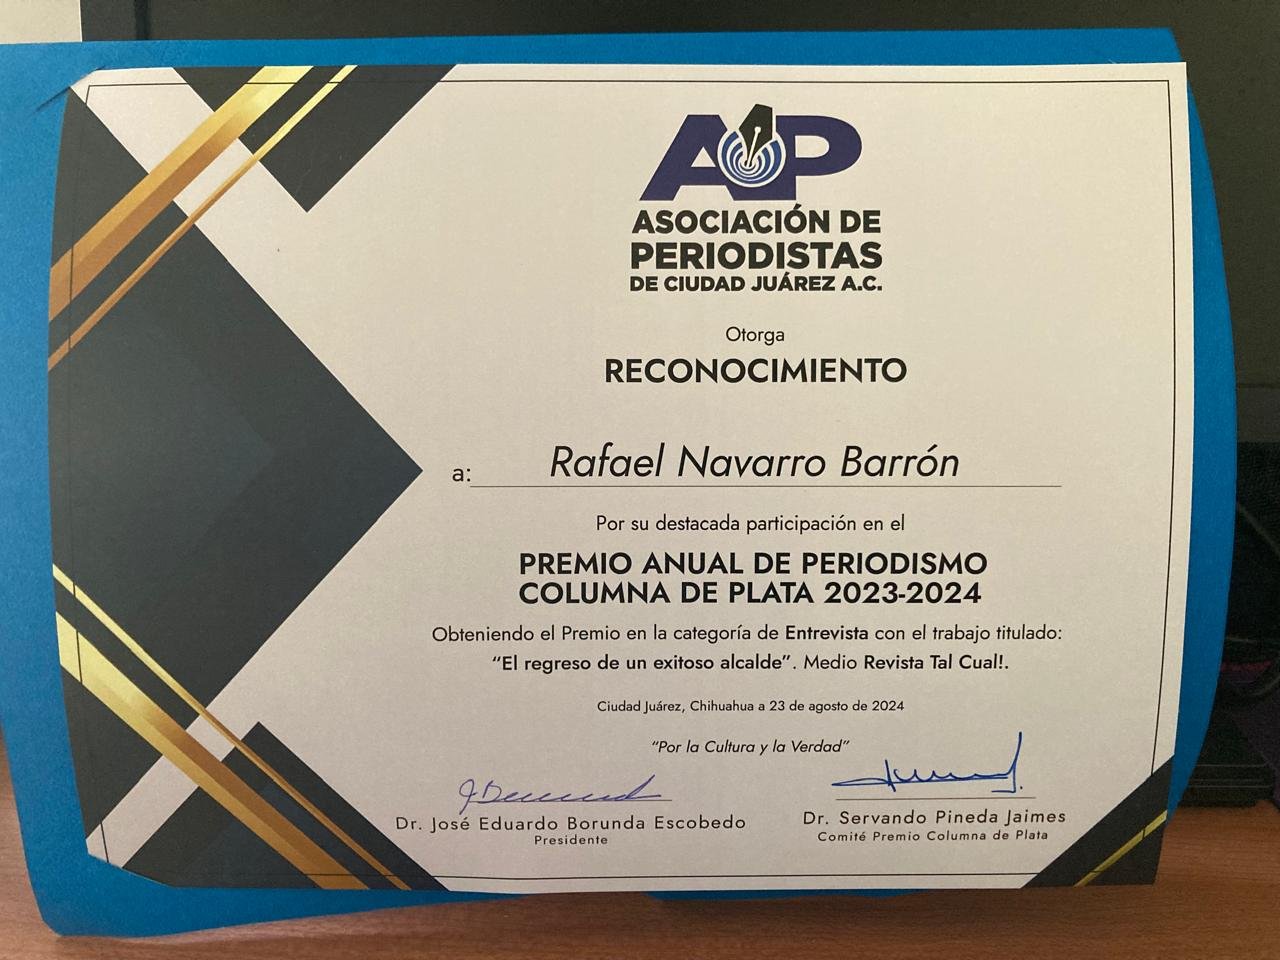 AP
ASOCIACIÓN DE
PERIODISTAS
DE CIUDAD JUÁREZ A.C.
Otorga
RECONOCIMIENTO
a: Rafael Navarro Barrón
Por su destacada participación en el
PREMIO ANUAL DE PERIODISMO
COLUMNA DE PLATA 2023-2024
Obteniendo el Premio en la categoría de Entrevista con el trabajo titulado:
“El regreso de un exitoso alcalde”. Medio Revista Tal Cual!.
Ciudad Juárez, Chihuahua a 23 de agosto de 2024
“Por la Cultura y la Verdad”
Dr. José Eduardo Borunda Escobedo
Presidente
Dr. Servando Pineda Jaimes
Comité Premio Columna de Plata